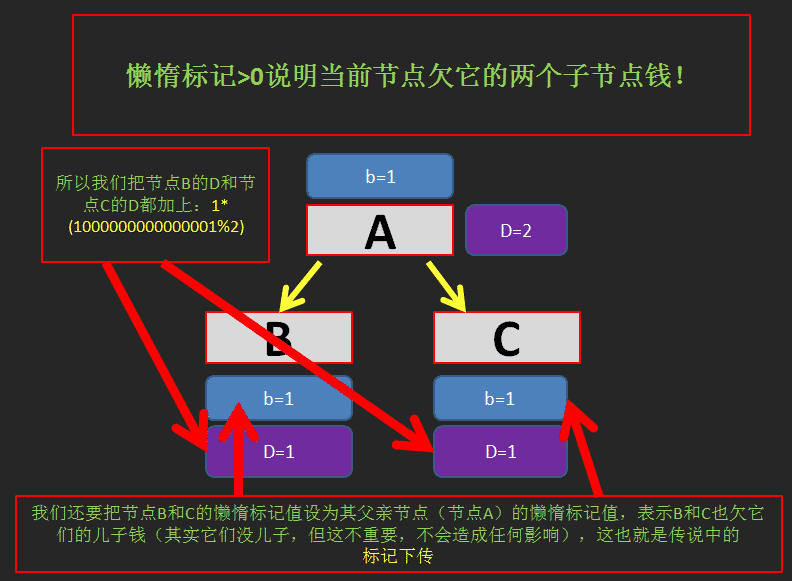 懒惰标记>0说明当前节点欠它的两个子节点钱！
所以我们把节点B的D和节
点C的D都加上：1*
(1000000000000001%2)
b=1
A
D=2
B
C
b=1
b=1
D=1
D=1
我们还要把节点B和C的懒惰标记值设为其父亲节点（节点A）的懒惰标记值，表示B和C也欠它
们的儿子钱（其实它们没儿子，但这不重要，不会造成任何影响），这也就是传说中的
标记下传